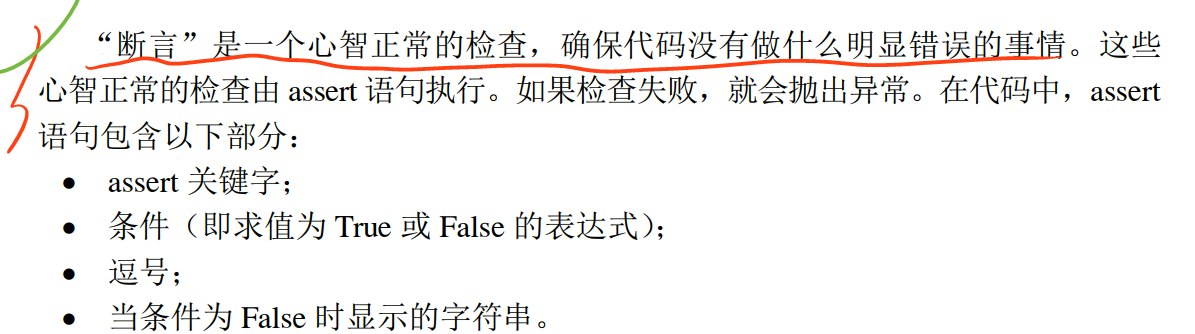 “断言”是一个心智正常的检查，确保代码没有做什么明显错误的事情。这些
心智正常的检查由 assert 语句执行。如果检查失败，就会抛出异常。在代码中，assert
语句包含以下部分：
● assert 关键字；
● 条件（即求值为 True 或 False 的表达式）；
● 逗号；
● 当条件为 False 时显示的字符串。